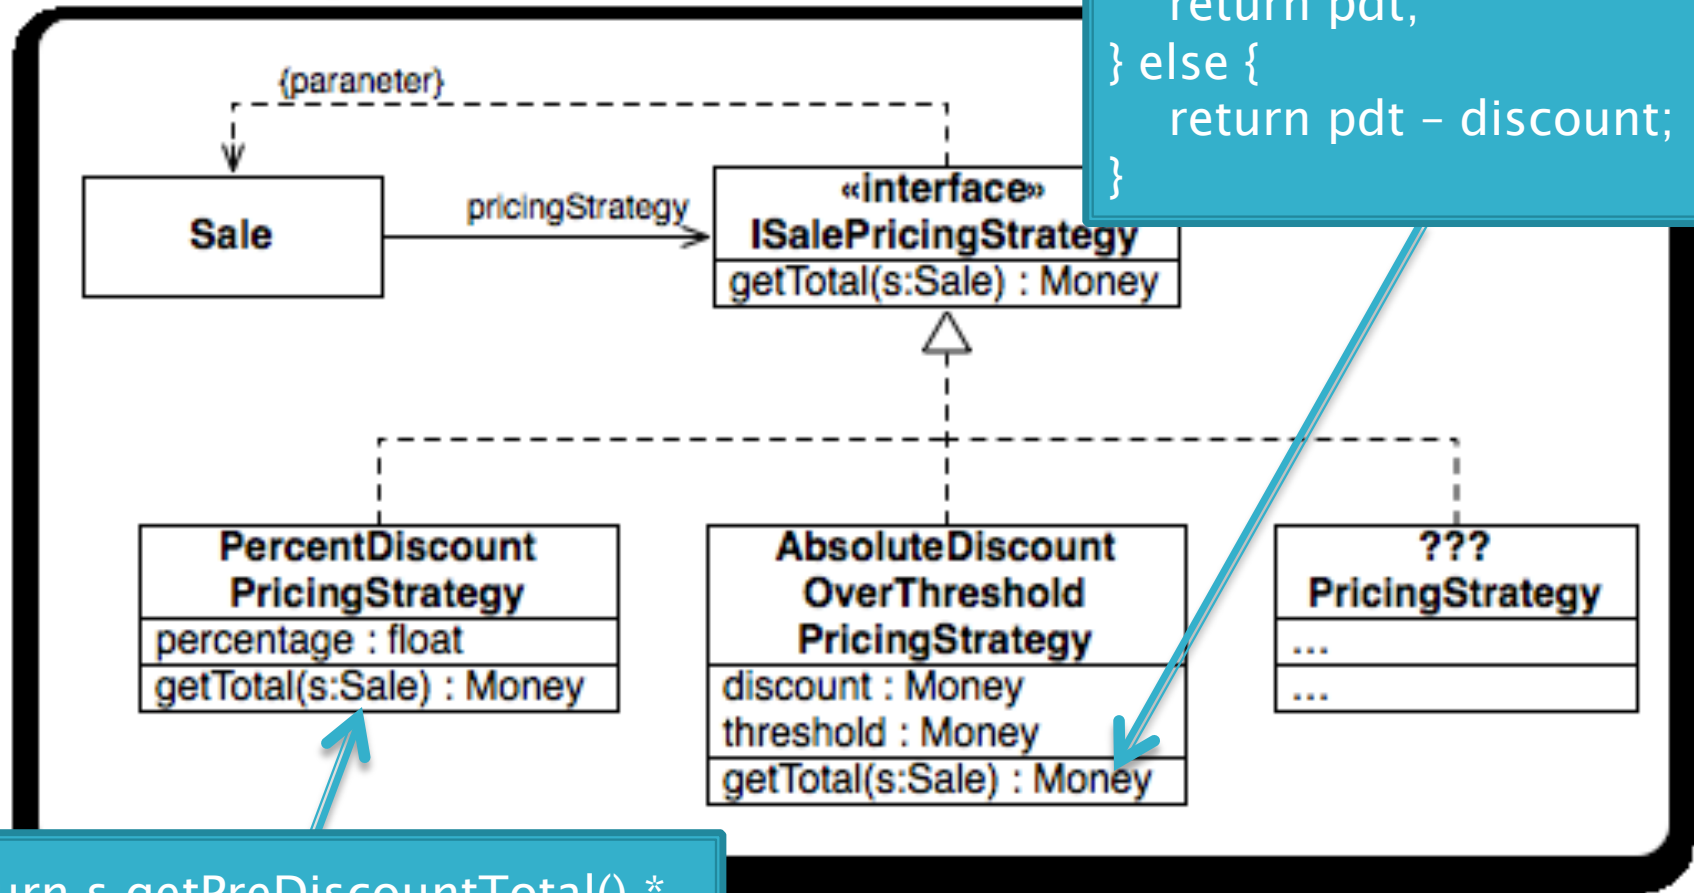 return pdt;
} else {
return pdt – discount;
}
{paraneter}
Sale
pricingStrategy
«interface»
ISalePricingStrategy
getTotal(s:Sale) : Money
PercentDiscount
PricingStrategy
percentage : float
getTotal(s:Sale) : Money
AbsoluteDiscount
OverThreshold
PricingStrategy
discount : Money
threshold : Money
getTotal(s:Sale) : Money
???
PricingStrategy
...
...
s.getPreDiscountTotal() *